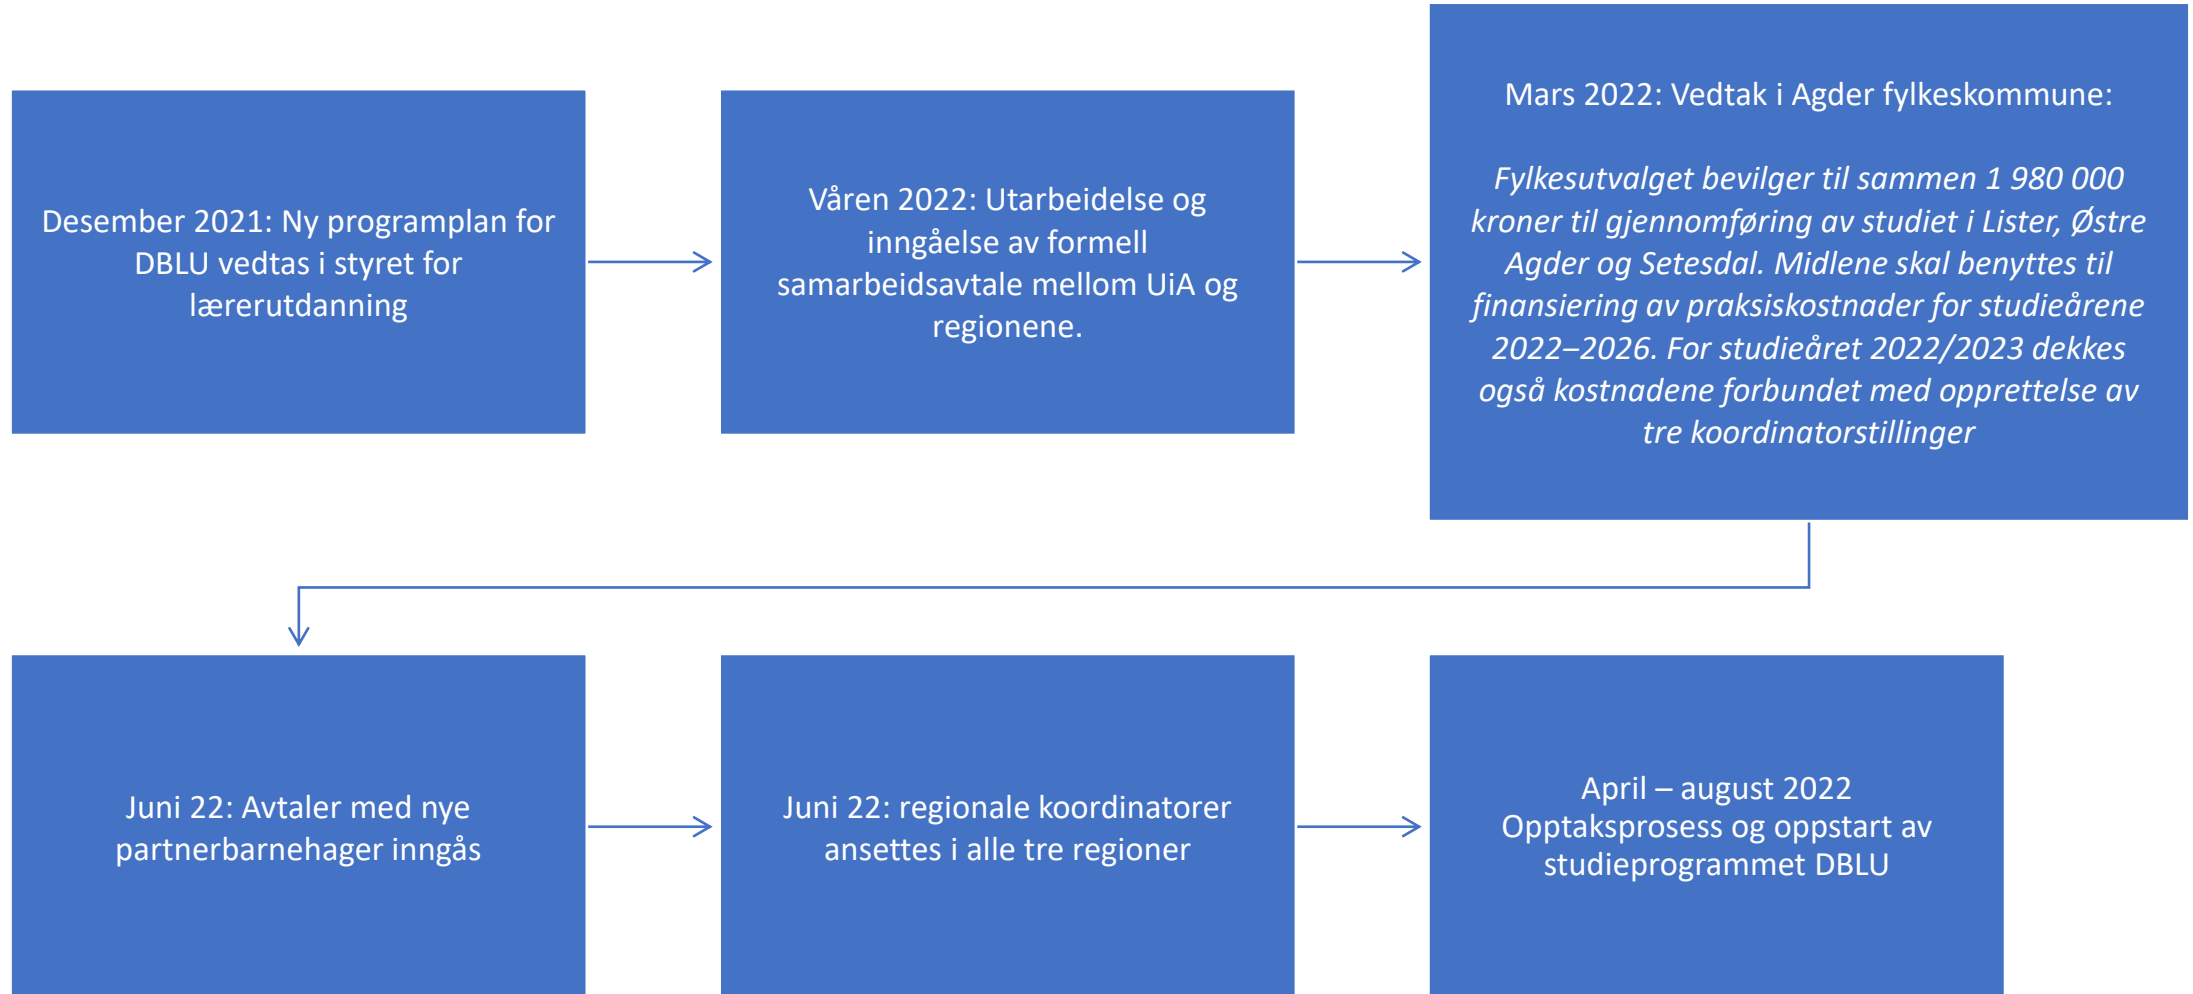 Desember 2021: Ny programplan for
DBLU vedtas i styret for
lærerutdanning
Våren 2022: Utarbeidelse og
inngåelse av formell
samarbeidsavtale mellom UiA og
regionene.
Mars 2022: Vedtak i Agder fylkeskommune:
Fylkesutvalget bevilger til sammen 1 980 000
kroner til gjennomføring av studiet i Lister, Østre
Agder og Setesdal. Midlene skal benyttes til
finansiering av praksiskostnader for studieårene
2022–2026. For studieåret 2022/2023 dekkes
også kostnadene forbundet med opprettelse av
tre koordinatorstillinger
Juni 22: Avtaler med nye
partnerbarnehager inngås
Juni 22: regionale koordinatorer
ansettes i alle tre regioner
April – august 2022
Opptaksprosess og oppstart av
studieprogrammet DBLU